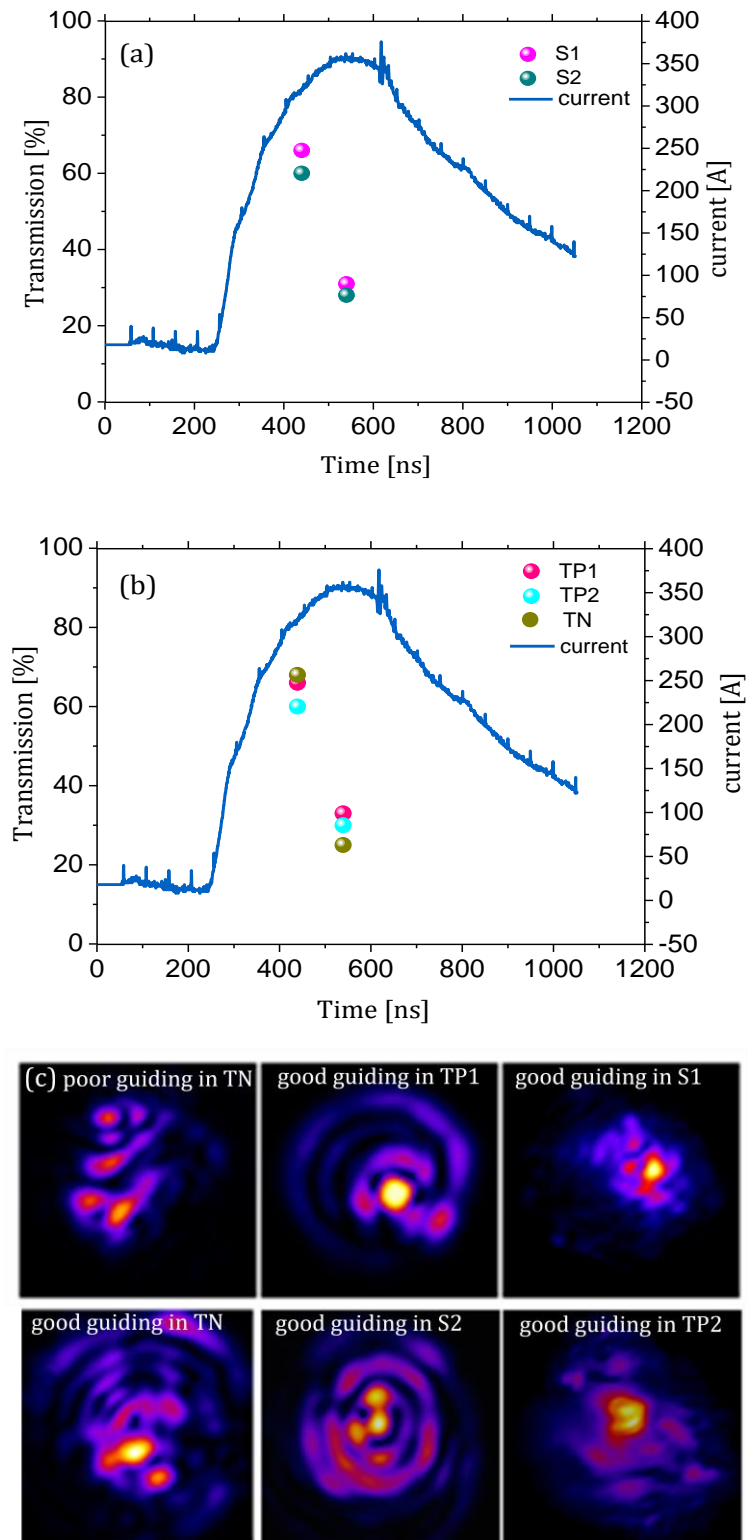 (a)
S1
S2
current
100
80
60
40
20
0
Transmission [%]
400
350
300
250
200
150
100
50
0
-50
current [A]
0 200 400 600 800 1000 1200
Time [ns]
(b)
TP1
TP2
TN
current
100
80
60
40
20
0
Transmission [%]
400
350
300
250
200
150
100
50
0
-50
current [A]
0 200 400 600 800 1000 1200
Time [ns]
(c) poor guiding in TN
good guiding in TP1
good guiding in S1
good guiding in TN
good guiding in S2
good guiding in TP2